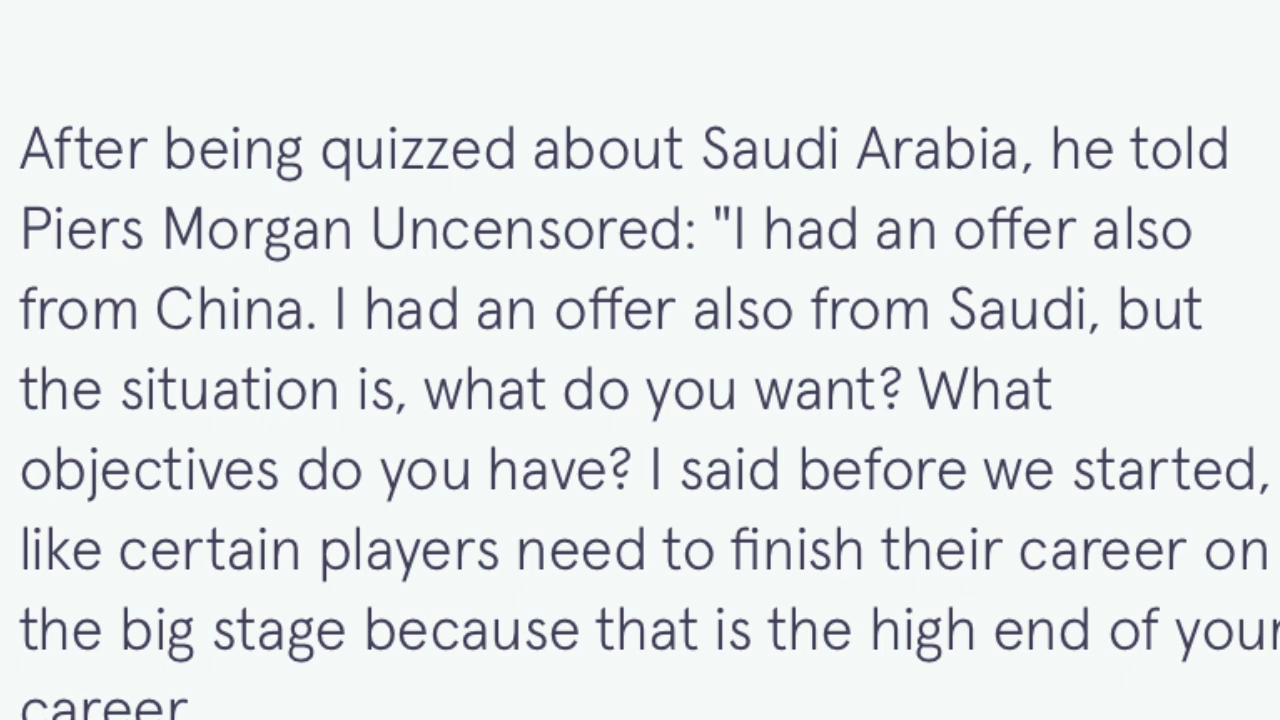 After being quizzed about Saudi Arabia, he told
Piers Morgan Uncensored: "I had an offer also
from China. I had an offer also from Saudi, but
the situation is, what do you want? What
objectives do you have? I said before we started,
like certain players need to finish their career on
the big stage because that is the high end of your
career